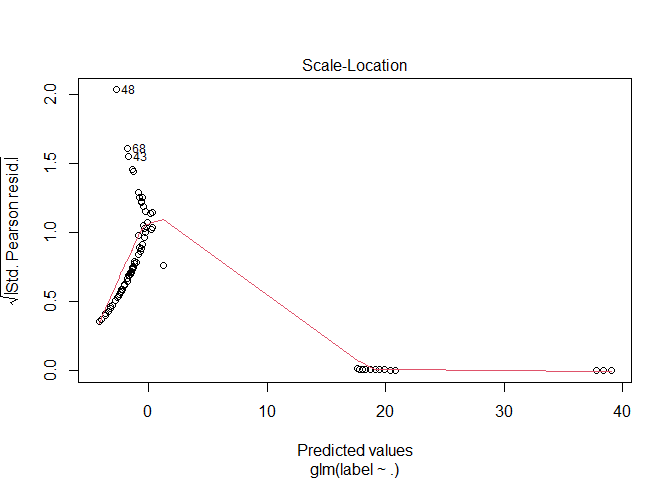 Scale-Location
√|Std. Pearson resid.|
2.0
1.5
1.0
0.5
0.0
48
68
43
0 10 20 30 40
Predicted values
glm(label ~ .)